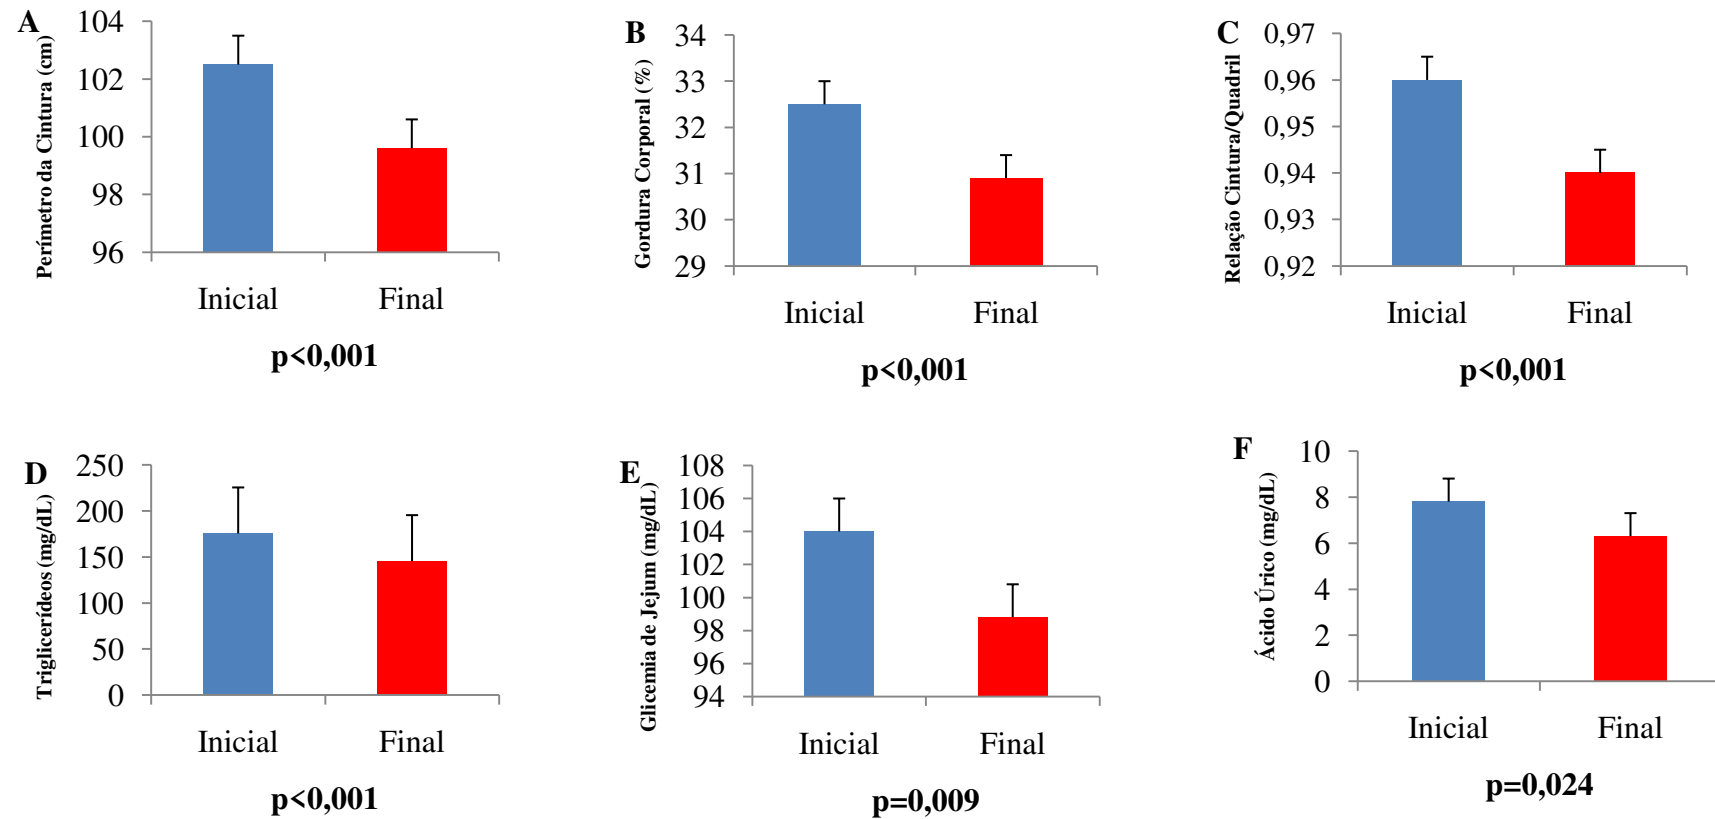 A
Perímetro da Cintura (cm)
104
102
100
98
96
Inicial Final
p<0,001
B
Gordura Corporal (%)
34
33
32
31
30
29
Inicial Final
p<0,001
C
Relação Cintura/Quadril
0,97
0,96
0,95
0,94
0,93
0,92
Inicial Final
p<0,001
D
Triglicerídeos (mg/dL)
250
200
150
100
50
0
Inicial Final
p<0,001
E
Glicemia de Jejum (mg/dL)
108
106
104
102
100
98
96
94
Inicial Final
p=0,009
F
Ácido Úrico (mg/dL)
10
8
6
4
2
0
Inicial Final
p=0,024